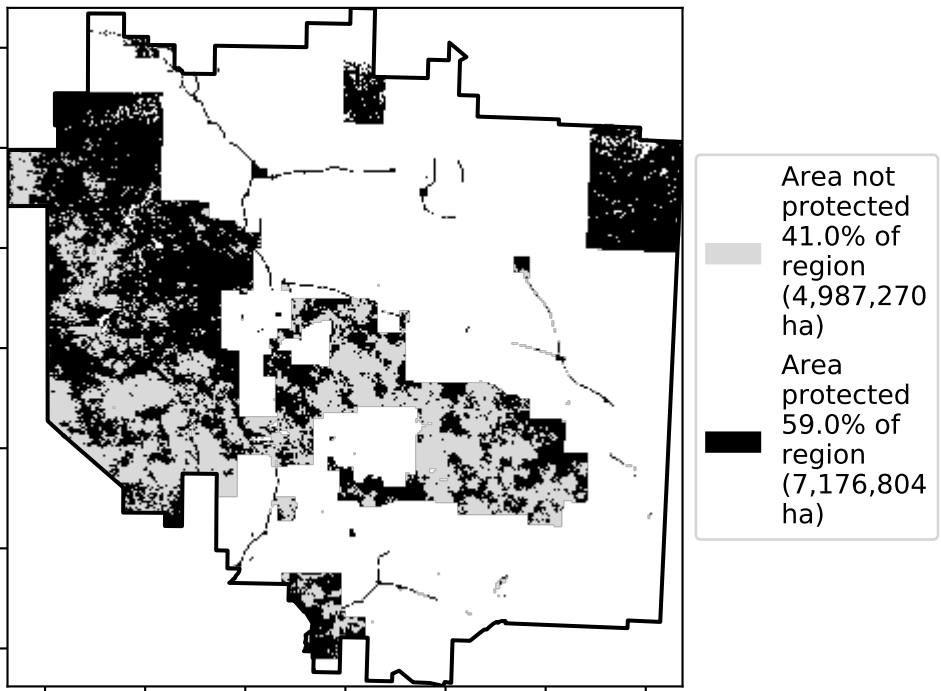 Area not
protected
41.0% of
region
(4,987,270
ha)
Area
protected
59.0% of
region
(7,176,804
ha)